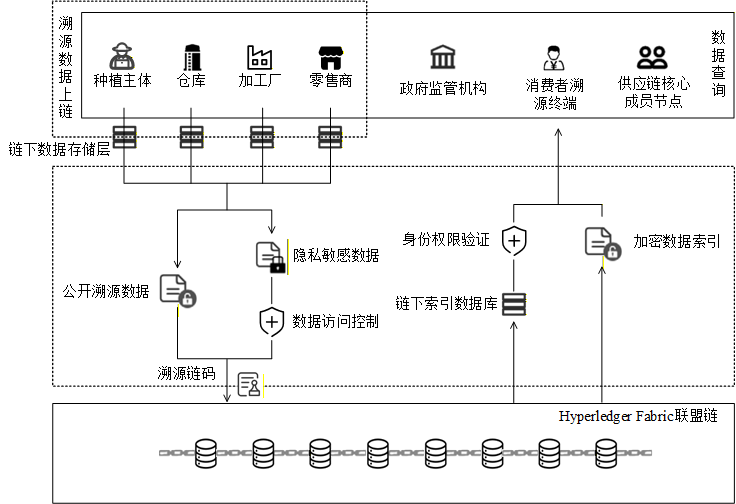 溯源数据上链
种植主体
仓库
加工厂
零售商
政府监管机构
消费者溯
源终端
供应链核心
成员节点
数据查询
链下数据存储层
公开溯源数据
隐私敏感数据
数据访问控制
溯源链码
身份权限验证
链下索引数据库
加密数据索引
Hyperledger Fabric联盟链